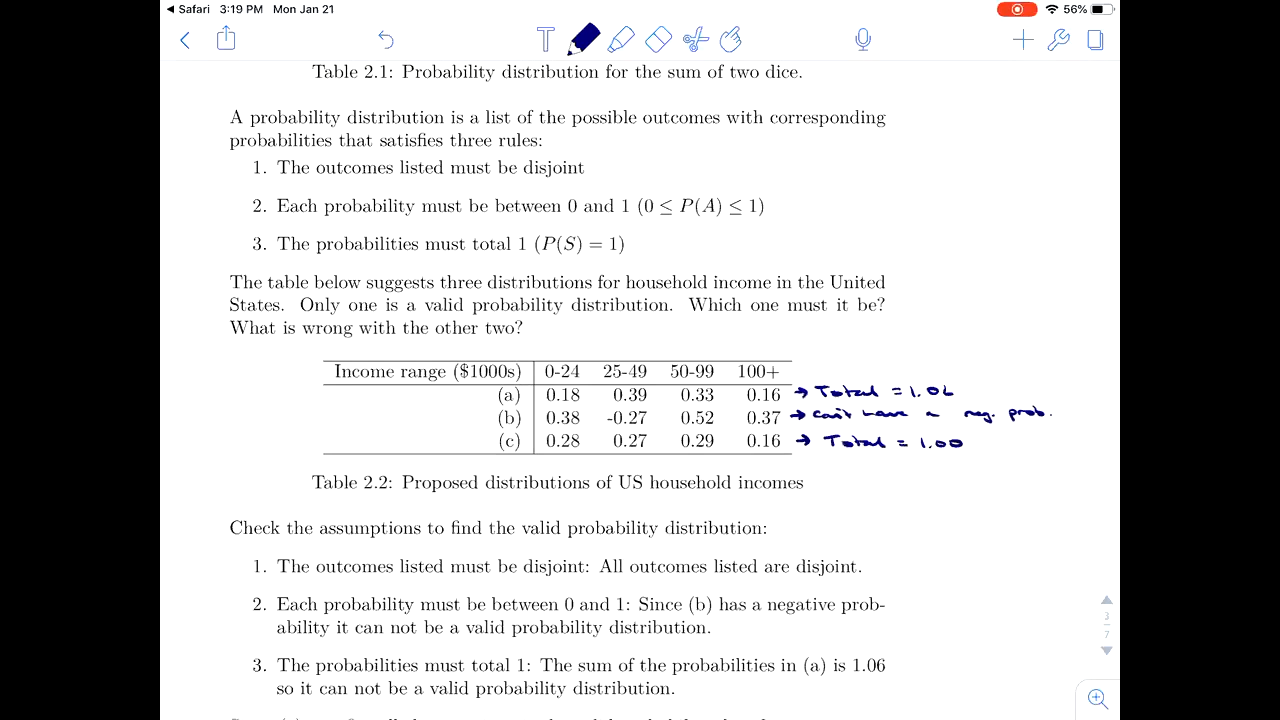 Safari 3:19 PM Mon Jan 21 56%
Table 2.1: Probability distribution for the sum of two dice.
A probability distribution is a list of the possible outcomes with corresponding
probabilities that satisfies three rules:
1. The outcomes listed must be disjoint
2. Each probability must be between 0 and 1 (0 ≤ P(A) ≤ 1)
3. The probabilities must total 1 (P(S) = 1)
The table below suggests three distributions for household income in the United
States. Only one is a valid probability distribution. Which one must it be?
What is wrong with the other two?
Income range ($1000s) 0-24 25-49 50-99 100+
(a) 0.18 0.39 0.33 0.16 → Total = 1.06
(b) 0.38 -0.27 0.52 0.37 → can't have a neg. prob.
(c) 0.28 0.27 0.29 0.16 → Total = 1.00
Table 2.2: Proposed distributions of US household incomes
Check the assumptions to find the valid probability distribution:
1. The outcomes listed must be disjoint: All outcomes listed are disjoint.
2. Each probability must be between 0 and 1: Since (b) has a negative prob-
ability it can not be a valid probability distribution.
3
7
3. The probabilities must total 1: The sum of the probabilities in (a) is 1.06
so it can not be a valid probability distribution.